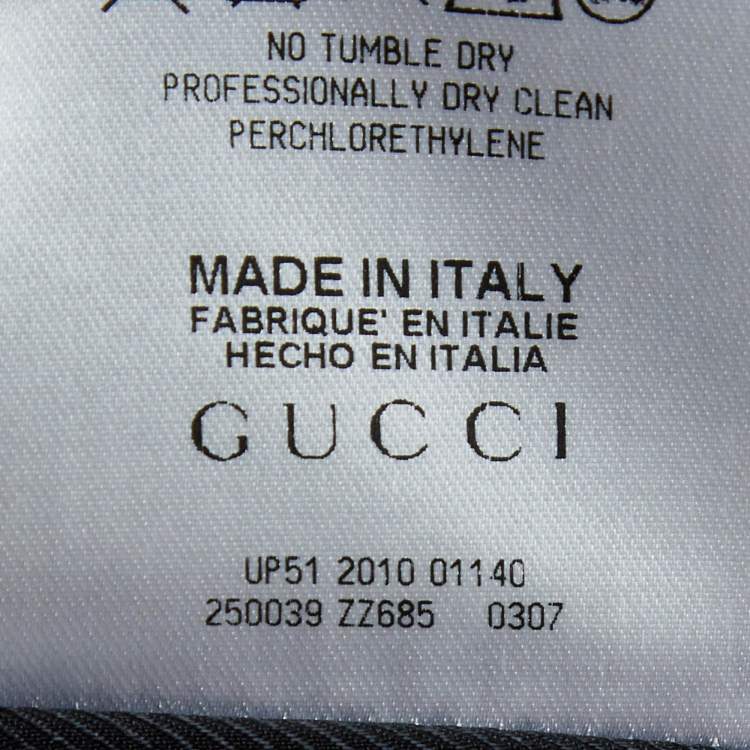 NO TUMBLE DRY
PROFESSIONALLY DRY CLEAN
PERCHLORETHYLENE
MADE IN ITALY
FABRIQUE' EN ITALIE
HECHO EN ITALIA
GUCCI
UP51 2010 01140
250039 ZZ685 0307